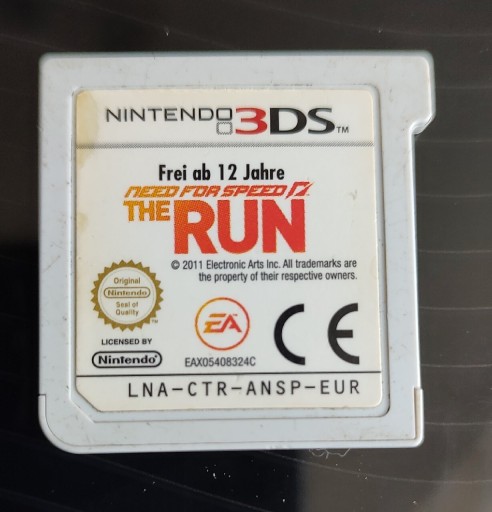 NINTENDO 3DS™
Frei ab 12 Jahre
NEED FOR SPEED
THE RUN
© 2011 Electronic Arts Inc. All trademarks are
the property of their respective owners.
Original
Nintendo
Seal of
Quality
TM
EA
CE
LICENSED BY
Nintendo®
EAX05408324C
LNA-CTR-ANSP-EUR